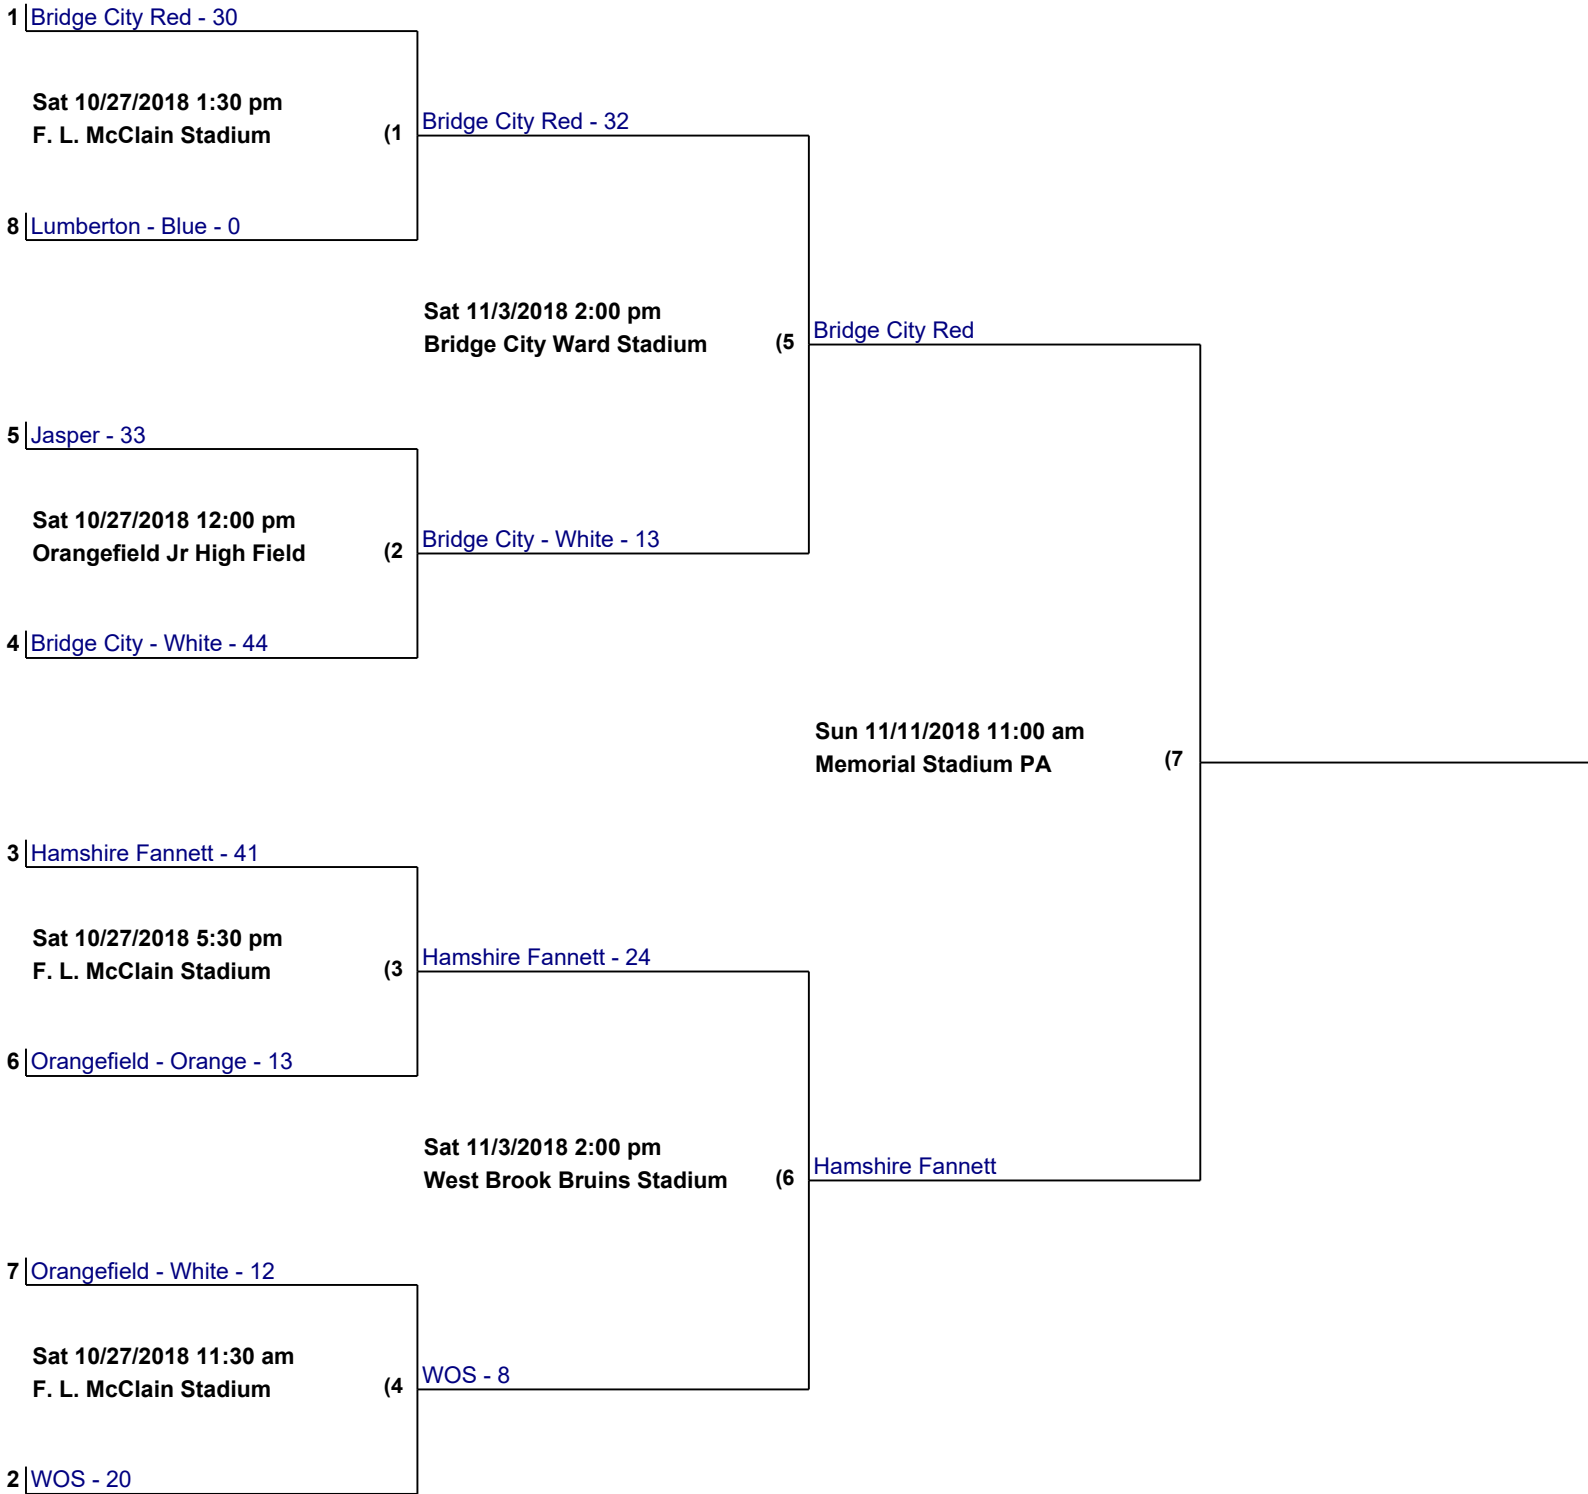 1 Bridge City Red - 30
Sat 10/27/2018 1:30 pm
F. L. McClain Stadium (1
Bridge City Red - 32
8 Lumberton - Blue - 0
Sat 11/3/2018 2:00 pm
Bridge City Ward Stadium (5
Bridge City Red
5 Jasper - 33
Sat 10/27/2018 12:00 pm
Orangefield Jr High Field (2
Bridge City - White - 13
4 Bridge City - White - 44
Sun 11/11/2018 11:00 am
Memorial Stadium PA (7
3 Hamshire Fannett - 41
Sat 10/27/2018 5:30 pm
F. L. McClain Stadium (3
Hamshire Fannett - 24
6 Orangefield - Orange - 13
Sat 11/3/2018 2:00 pm
West Brook Bruins Stadium (6
Hamshire Fannett
7 Orangefield - White - 12
Sat 10/27/2018 11:30 am
F. L. McClain Stadium (4
WOS - 8
2 WOS - 20